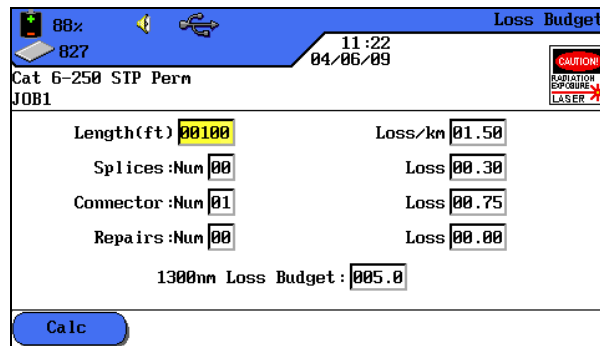 88% Loss Budget
827 11:22
04/06/09
CAUTION!
RADIATION
EXPOSURE
LASER
Cat 6-250 STP Perm
JOB1
Length(ft) 00100 Loss/km 01.50
Splices:Num 00 Loss 00.30
Connector:Num 01 Loss 00.75
Repairs:Num 00 Loss 00.00
1300nm Loss Budget: 005.0
Calc